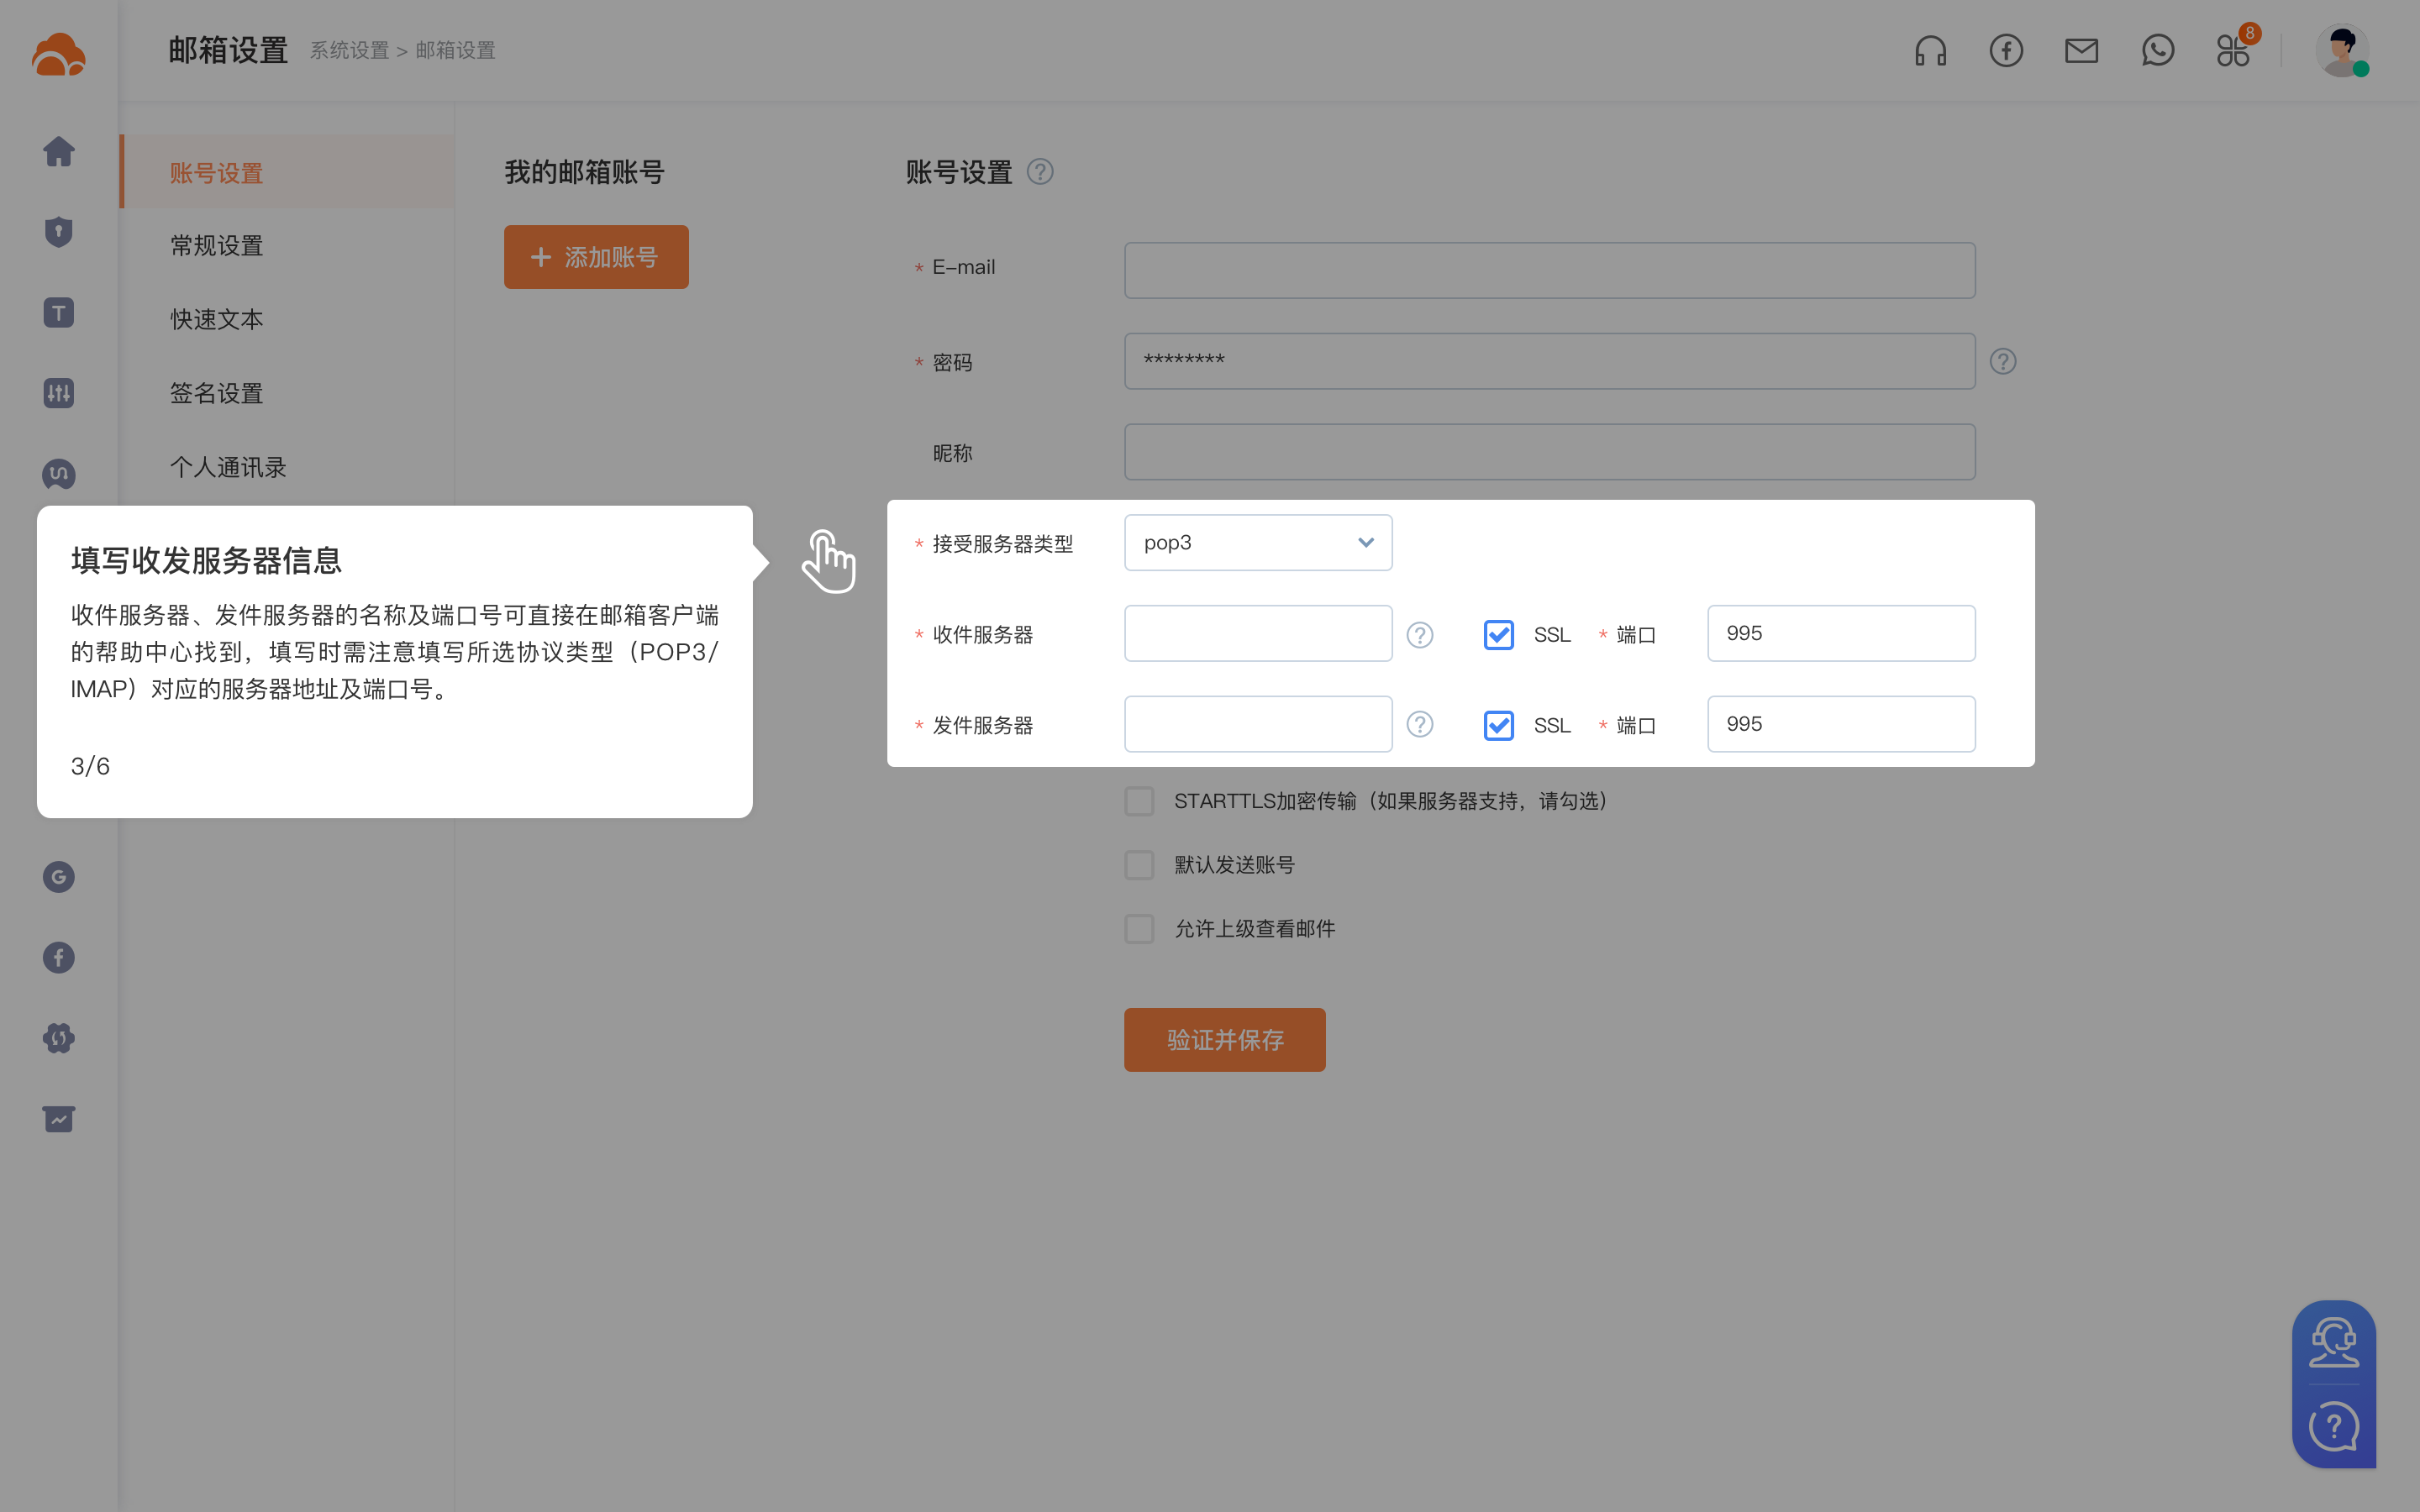 邮箱设置 系统设置 > 邮箱设置
8
账号设置
常规设置
快速文本
签名设置
个人通讯录
我的邮箱账号
添加账号
账号设置 ?
* E-mail
* 密码 ******** ?
昵称
* 接受服务器类型 pop3
* 收件服务器 ? SSL * 端口 995
* 发件服务器 ? SSL * 端口 995
STARTTLS加密传输（如果服务器支持，请勾选）
默认发送账号
允许上级查看邮件
验证并保存
填写收发服务器信息
收件服务器、发件服务器的名称及端口号可直接在邮箱客户端
的帮助中心找到，填写时需注意填写所选协议类型（POP3/
IMAP）对应的服务器地址及端口号。
3/6